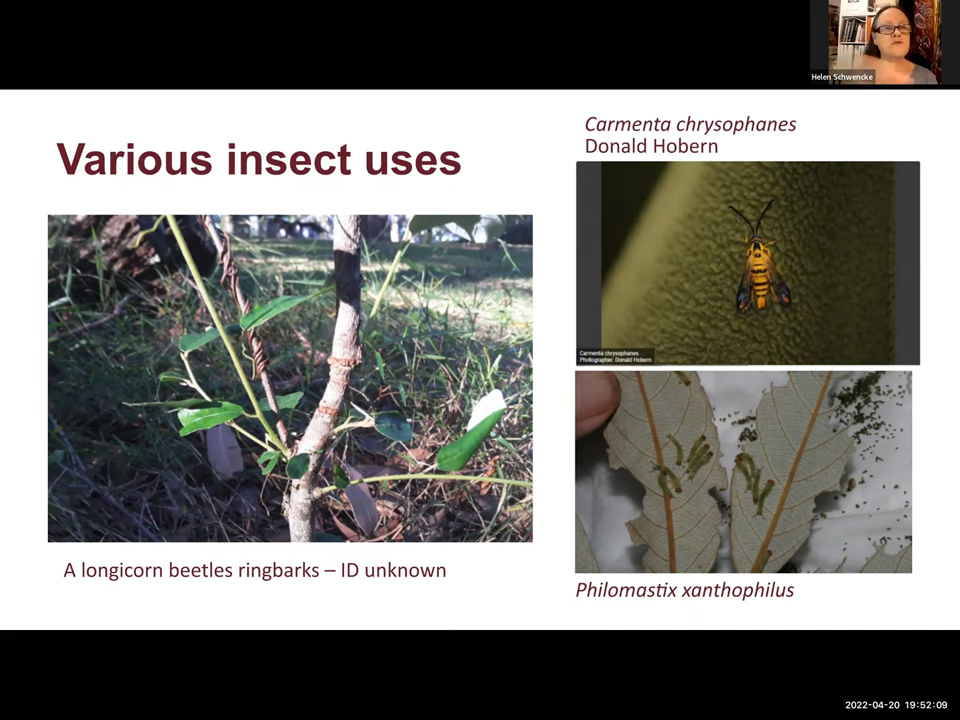 Helen Schwencke
Various insect uses
Carmenta chrysophanes
Donald Hobern
Carmenta chrysophanes
Photographer: Donald Hobern
A longicorn beetles ringbarks – ID unknown
Philomastix xanthophilus
2022-04-20 19:52:09